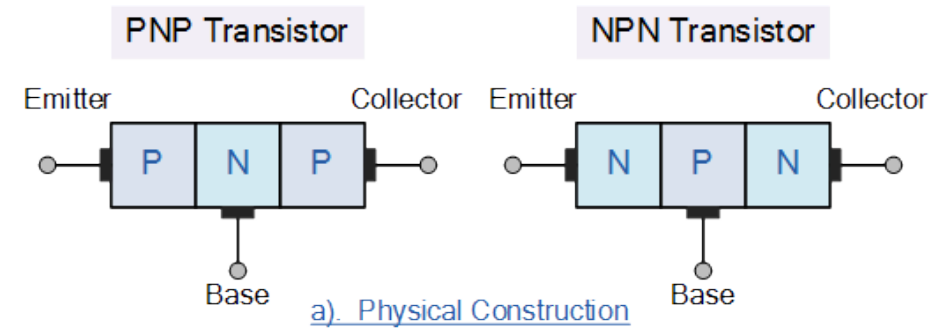 PNP Transistor
NPN Transistor
Emitter
Collector
Emitter
Collector
P N P
N P N
Base
Base
a). Physical Construction